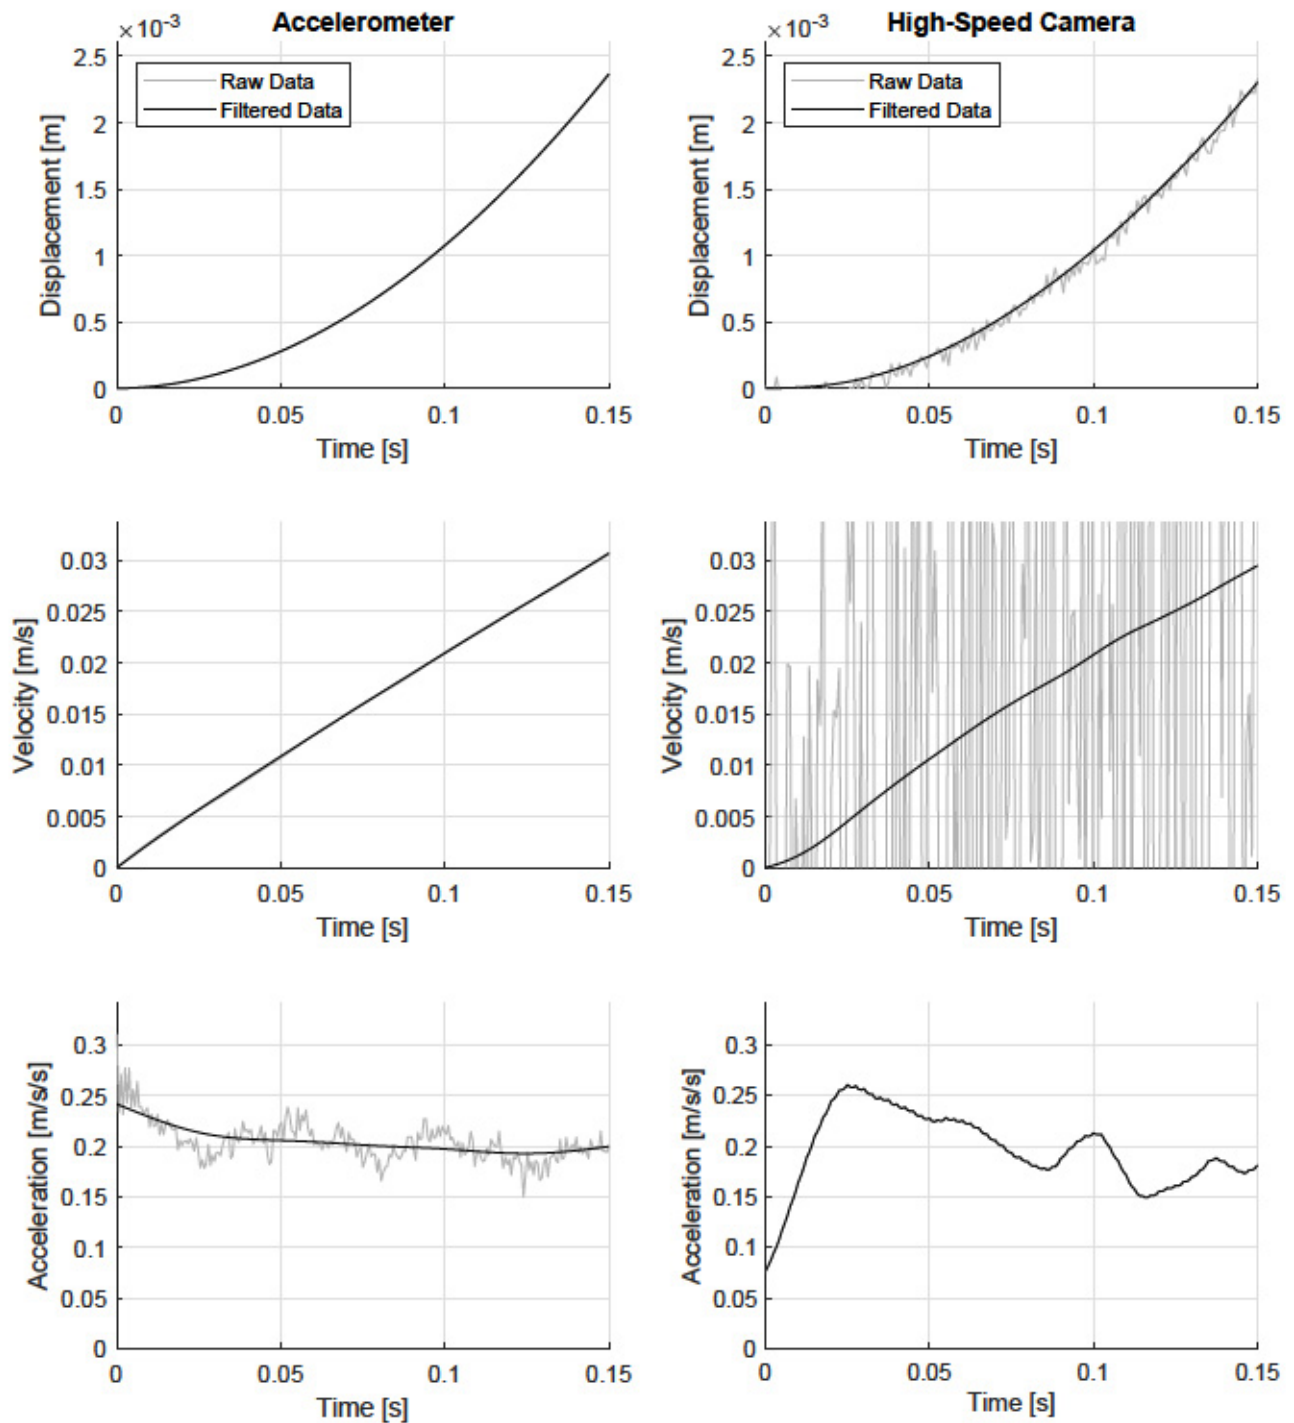 Accelerometer
×10-3
Raw Data
Filtered Data
2.5
2
1.5
1
0.5
0
Displacement [m]
0 0.05 0.1 0.15
Time [s]
High-Speed Camera
×10-3
Raw Data
Filtered Data
2.5
2
1.5
1
0.5
0
Displacement [m]
0 0.05 0.1 0.15
Time [s]
0.03
0.025
0.02
0.015
0.01
0.005
0
Velocity [m/s]
0 0.05 0.1 0.15
Time [s]
0.03
0.025
0.02
0.015
0.01
0.005
0
Velocity [m/s]
0 0.05 0.1 0.15
Time [s]
0.3
0.25
0.2
0.15
0.1
0.05
0
Acceleration [m/s/s]
0 0.05 0.1 0.15
Time [s]
0.3
0.25
0.2
0.15
0.1
0.05
0
Acceleration [m/s/s]
0 0.05 0.1 0.15
Time [s]